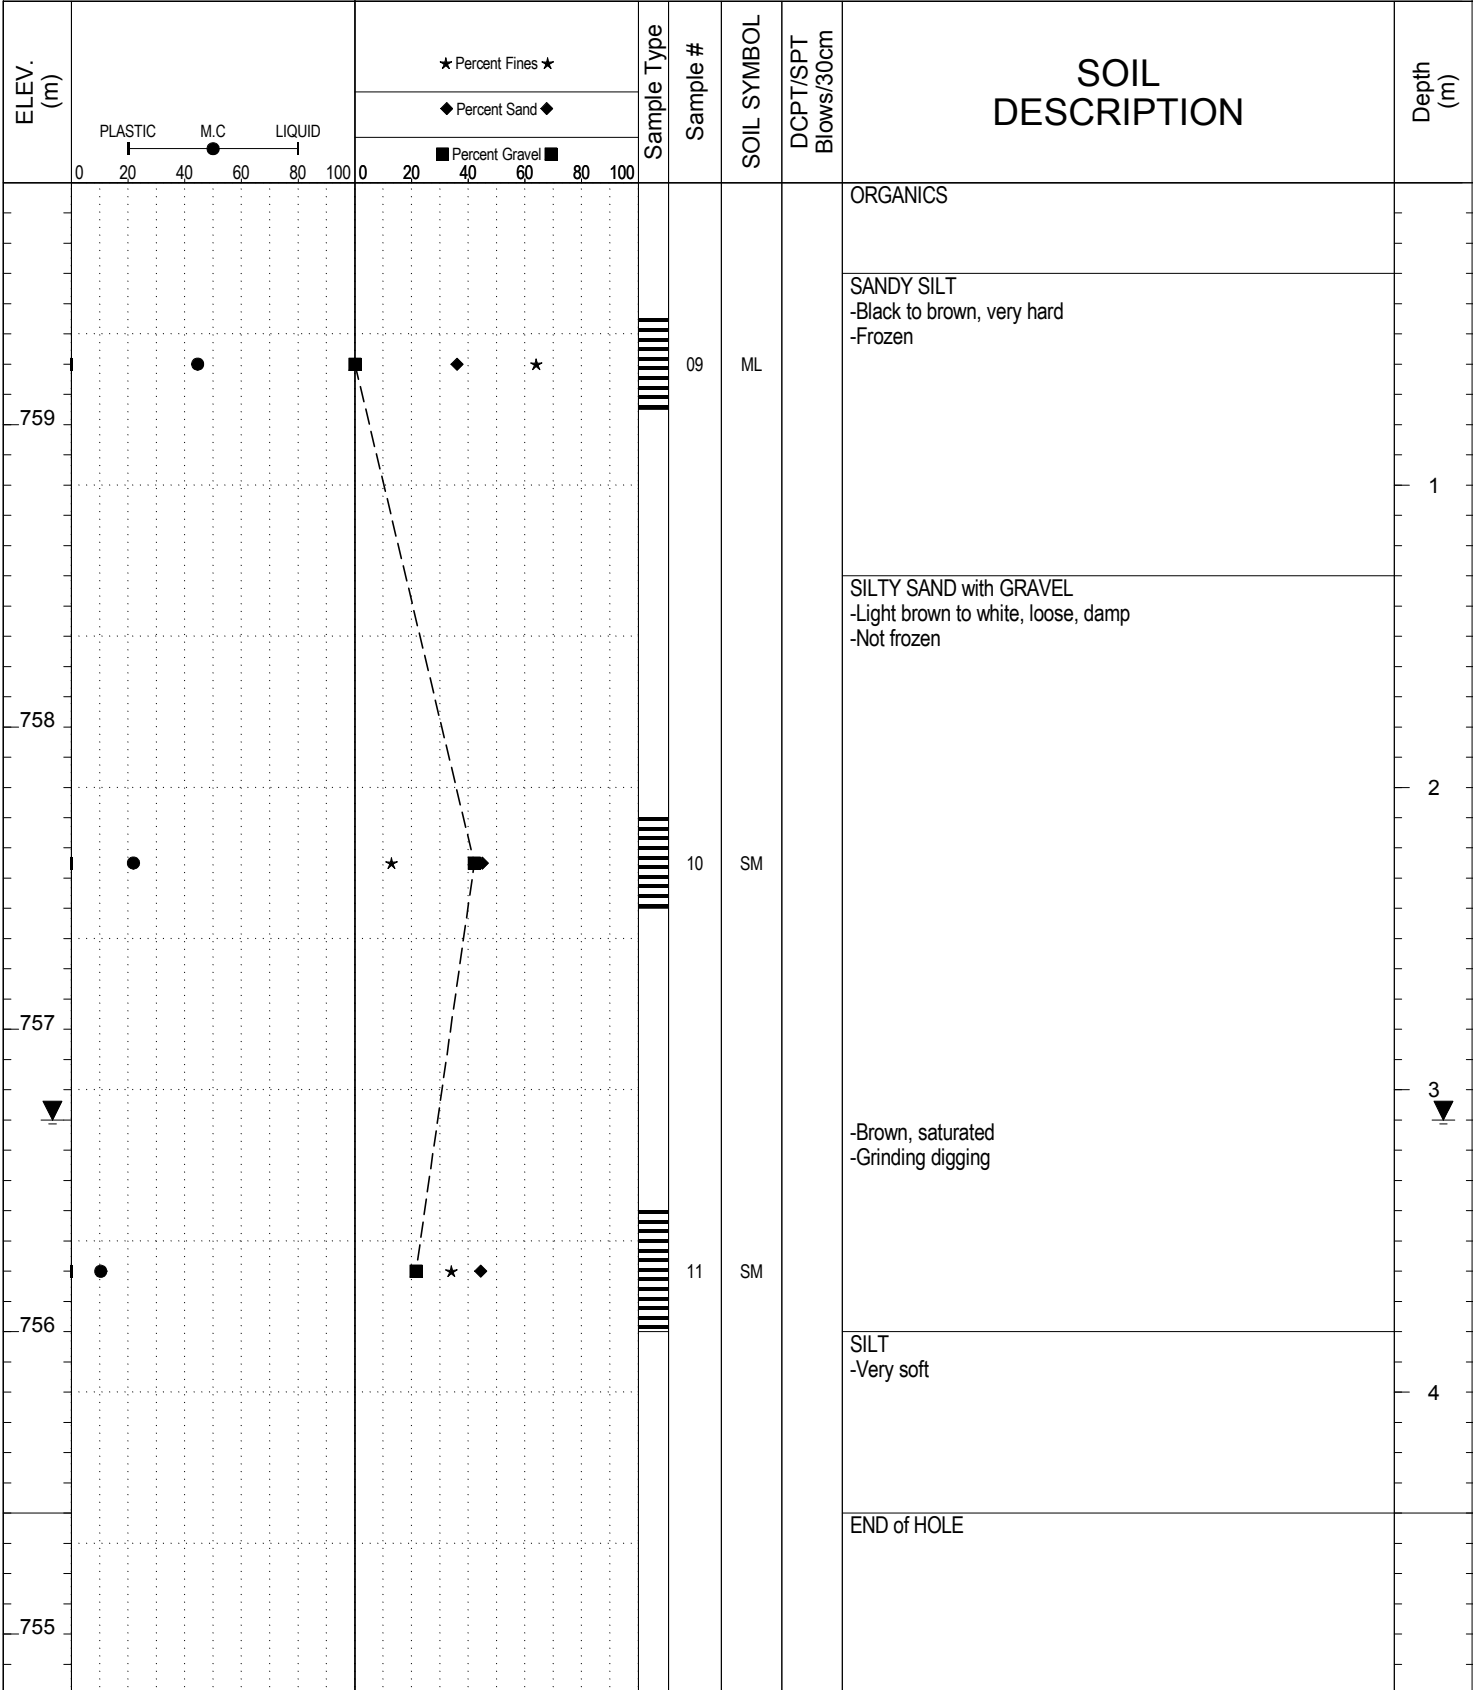 ELEV.
(m)
PLASTIC M.C LIQUID
0 20 40 60 80 100
★ Percent Fines ★
◆ Percent Sand ◆
■ Percent Gravel ■
0 20 40 60 80 100
Sample Type
Sample #
SOIL SYMBOL
DCPT/SPT
Blows/30cm
SOIL
DESCRIPTION
Depth
(m)
ORGANICS
SANDY SILT
-Black to brown, very hard
-Frozen
09 ML
759
1
SILTY SAND with GRAVEL
-Light brown to white, loose, damp
-Not frozen
758
2
10 SM
757
3
-Brown, saturated
-Grinding digging
11 SM
756
SILT
-Very soft
4
END of HOLE
755